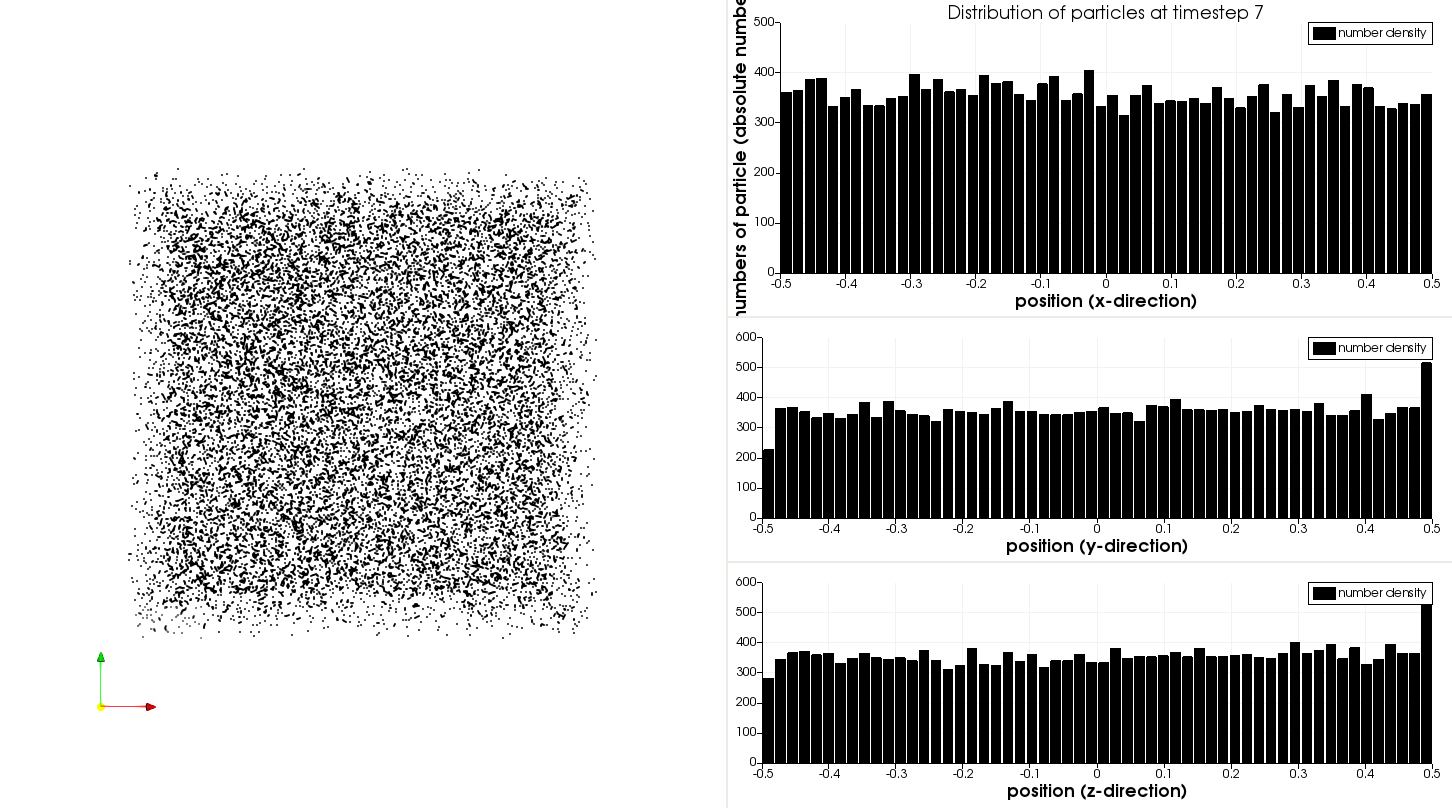 Distribution of particles at timestep 7
numbers of particle (absolute numbe
number density
500
400
300
200
100
0
-0.5 -0.4 -0.3 -0.2 -0.1 0 0.1 0.2 0.3 0.4 0.5
position (x-direction)
number density
600
500
400
300
200
100
0
-0.5 -0.4 -0.3 -0.2 -0.1 0 0.1 0.2 0.3 0.4 0.5
position (y-direction)
number density
600
500
400
300
200
100
0
-0.5 -0.4 -0.3 -0.2 -0.1 0 0.1 0.2 0.3 0.4 0.5
position (z-direction)